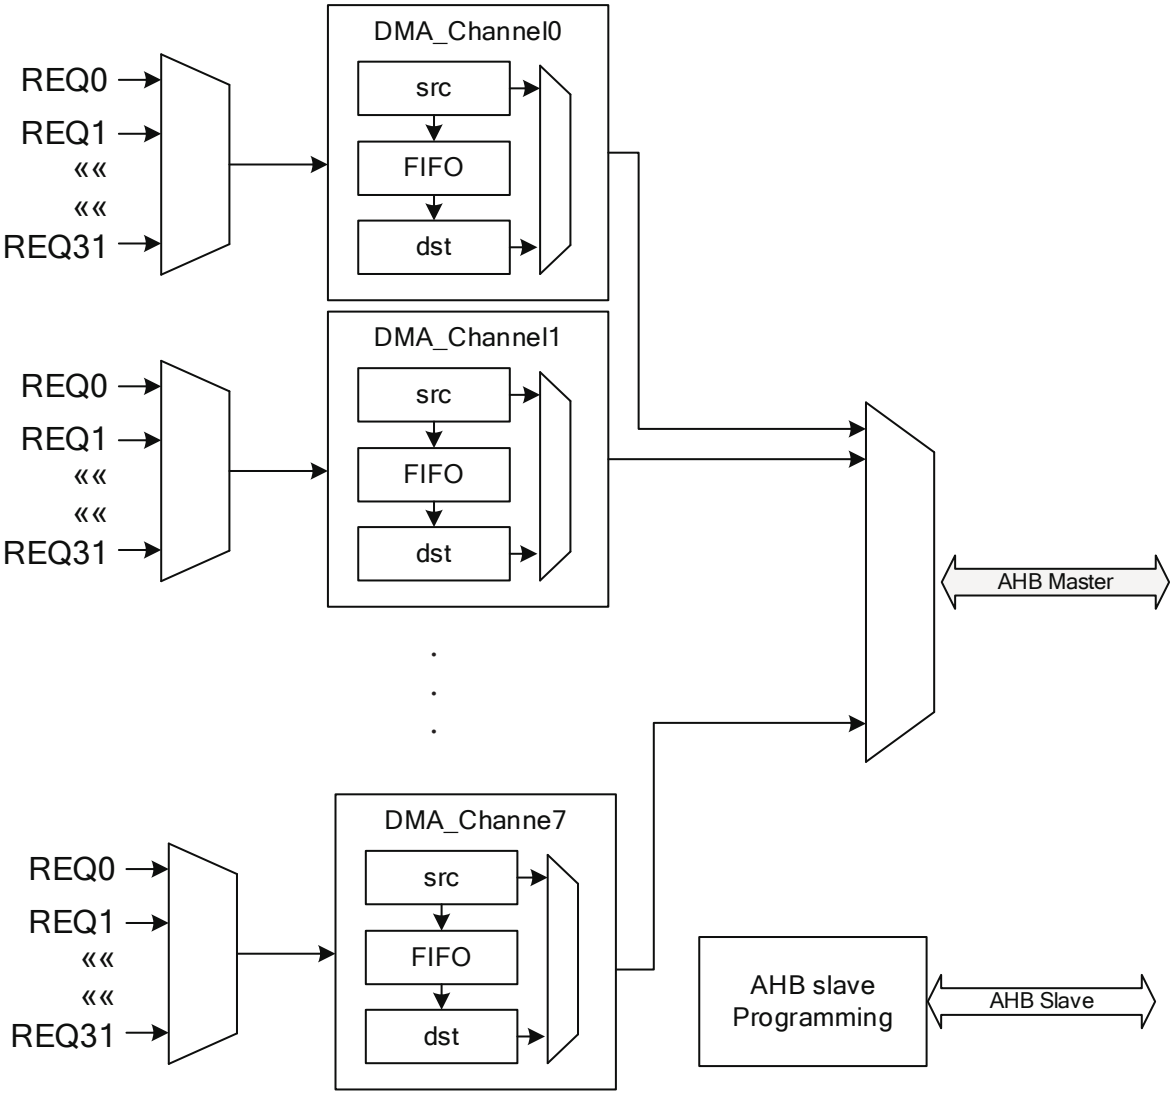 DMA_Channel0
REQ0
REQ1
««
««
REQ31
src
FIFO
dst
DMA_Channel1
REQ0
REQ1
««
««
REQ31
src
FIFO
dst
AHB Master
.
.
.
DMA_Channe7
REQ0
REQ1
««
««
REQ31
src
FIFO
dst
AHB slave
Programming
AHB Slave